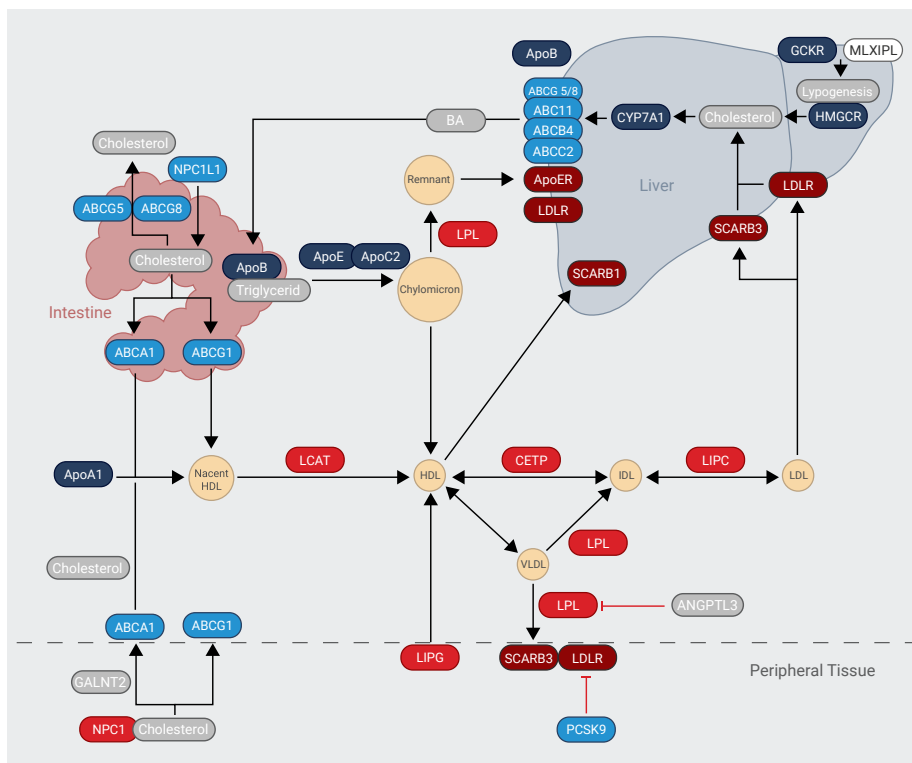 GCKR
MLXIPL
ApoB
Lypogenesis
ABCG 5/8
ABC11
ABCB4
ABCC2
CYP7A1
Cholesterol
HMGCR
BA
Cholesterol
NPC1L1
Remnant
ApoER
LDLR
Liver
LDLR
ABCG5
ABCG8
LPL
SCARB3
Cholesterol
ApoB
ApoE
ApoC2
Triglycerid
Chylomicron
SCARB1
Intestine
ABCA1
ABCG1
ApoA1
Nacent
HDL
LCAT
HDL
CETP
IDL
LIPC
LDL
LPL
VLDL
Cholesterol
LPL
ANGPTL3
ABCA1
ABCG1
LIPG
SCARB3
LDLR
Peripheral Tissue
GALNT2
NPC1
Cholesterol
PCSK9